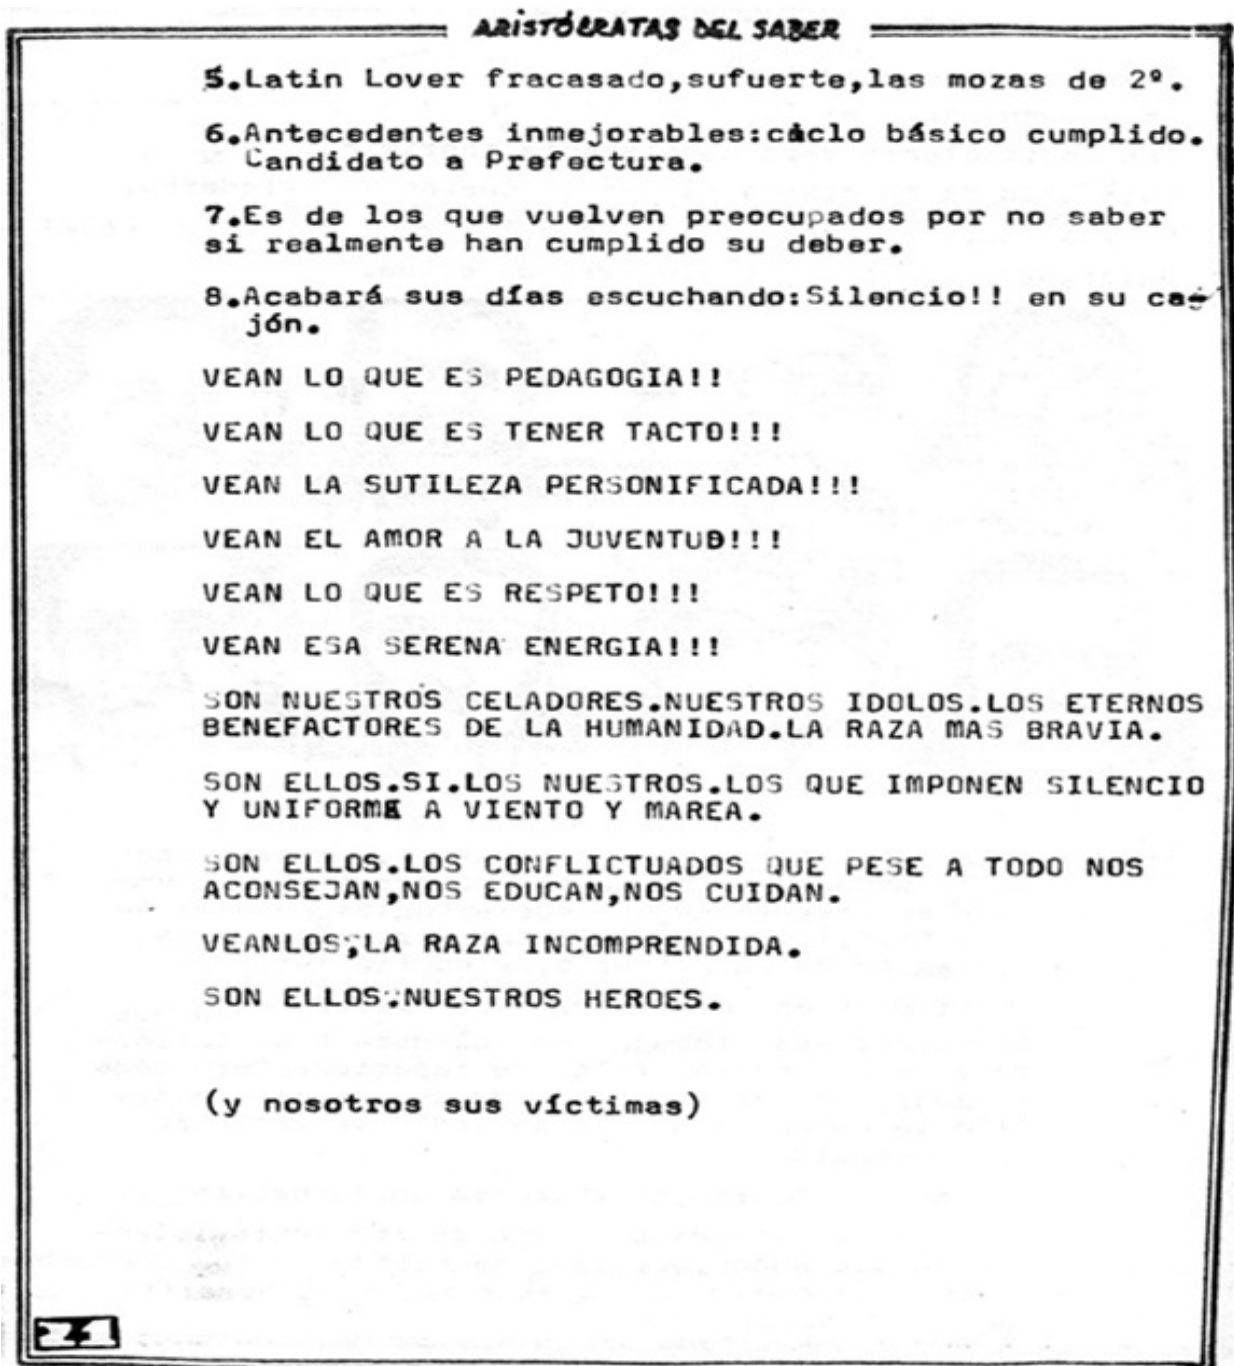 ARISTÓCRATAS DEL SABER
5.Latin Lover fracasado,sufuerte,las mozas de 2º.
6.Antecedentes inmejorables:ciclo básico cumplido.
Candidato a Prefectura.
7.Es de los que vuelven preocupados por no saber
si realmente han cumplido su deber.
8.Acabará sus días escuchando:Silencio!! en su ca-
jón.
VEAN LO QUE ES PEDAGOGIA!!
VEAN LO QUE ES TENER TACTO!!!
VEAN LA SUTILEZA PERSONIFICADA!!!
VEAN EL AMOR A LA JUVENTUD!!!
VEAN LO QUE ES RESPETO!!!
VEAN ESA SERENA ENERGIA!!!
SON NUESTROS CELADORES.NUESTROS IDOLOS.LOS ETERNOS
BENEFACTORES DE LA HUMANIDAD.LA RAZA MAS BRAVIA.
SON ELLOS.SI.LOS NUESTROS.LOS QUE IMPONEN SILENCIO
Y UNIFORME A VIENTO Y MAREA.
SON ELLOS.LOS CONFLICTUADOS QUE PESE A TODO NOS
ACONSEJAN,NOS EDUCAN,NOS CUIDAN.
VEANLOS,LA RAZA INCOMPRENDIDA.
SON ELLOS.NUESTROS HEROES.
(y nosotros sus víctimas)
21